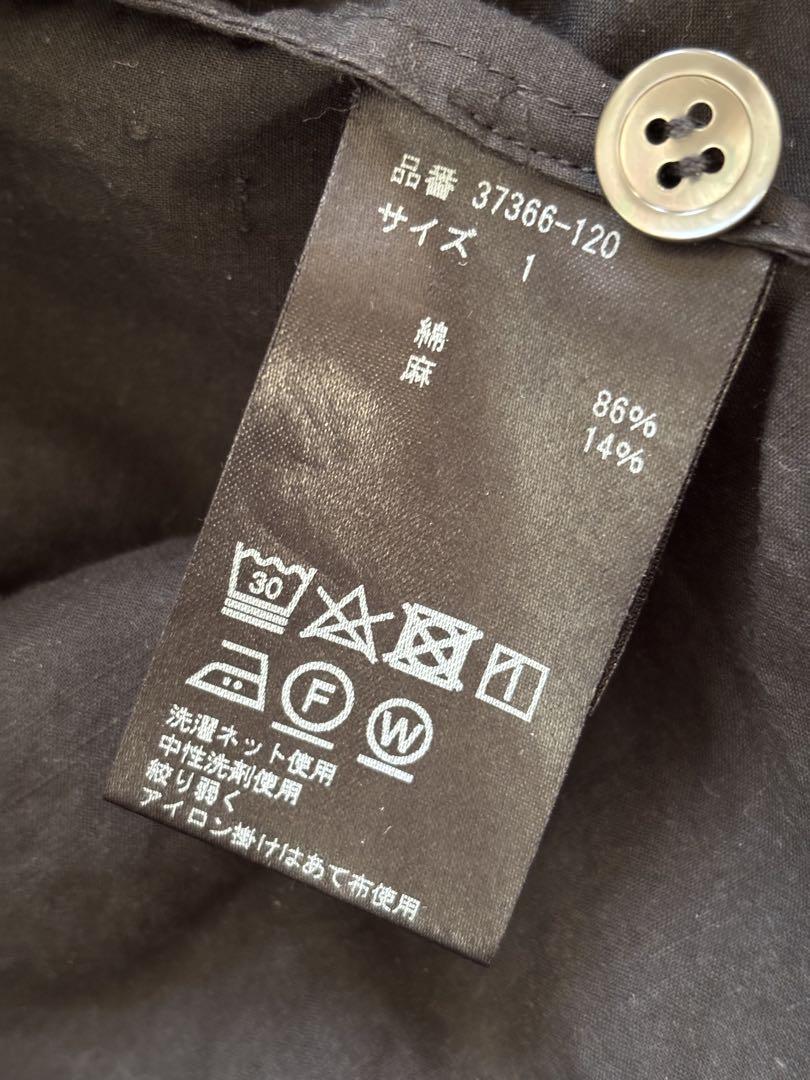 品番 37366-120
サイズ 1
綿 86%
麻 14%
30
F W
洗濯ネット使用
中性洗剤使用
絞り弱く
アイロン掛けはあて布使用